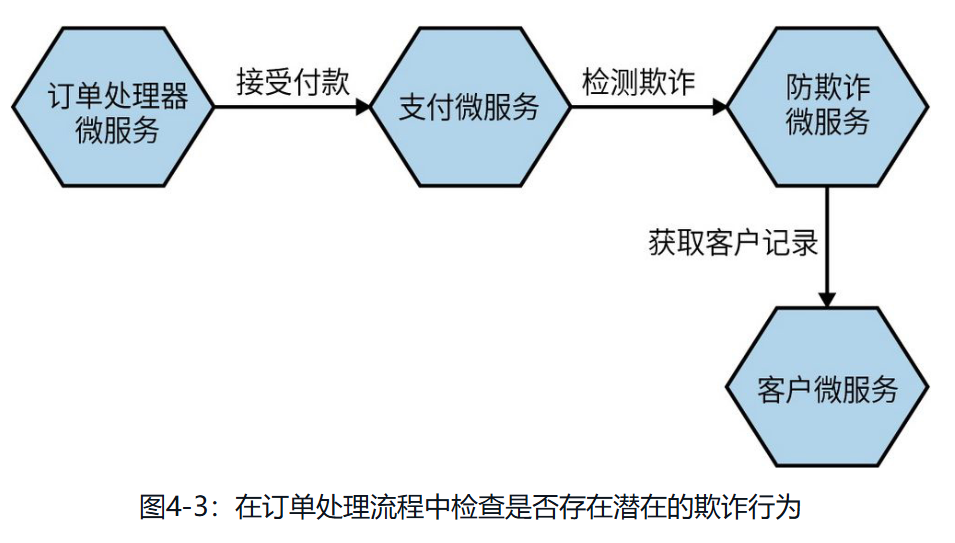 订单处理器
微服务
接受付款
支付微服务
检测欺诈
防欺诈
微服务
获取客户记录
客户微服务
图4-3：在订单处理流程中检查是否存在潜在的欺诈行为